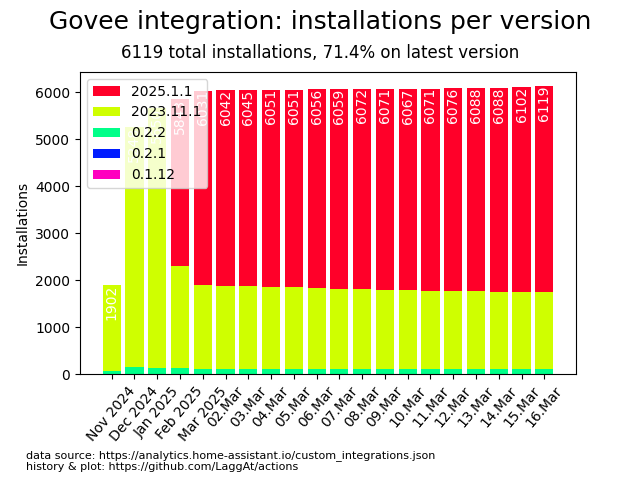 Govee integration: installations per version
6119 total installations, 71.4% on latest version
Installations
6000
5000
4000
3000
2000
1000
0
2025.1.1
2023.11.1
0.2.2
0.2.1
0.1.12
1902
6042
6045
6051
6051
6056
6059
6072
6071
6067
6071
6076
6088
6088
6102
6119
Nov 2024
Dec 2024
Jan 2025
Feb 2025
Mar 2025
02.Mar
03.Mar
04.Mar
05.Mar
06.Mar
07.Mar
08.Mar
09.Mar
10.Mar
11.Mar
12.Mar
13.Mar
14.Mar
15.Mar
16.Mar
data source: https://analytics.home-assistant.io/custom_integrations.json
history & plot: https://github.com/LaggAt/actions